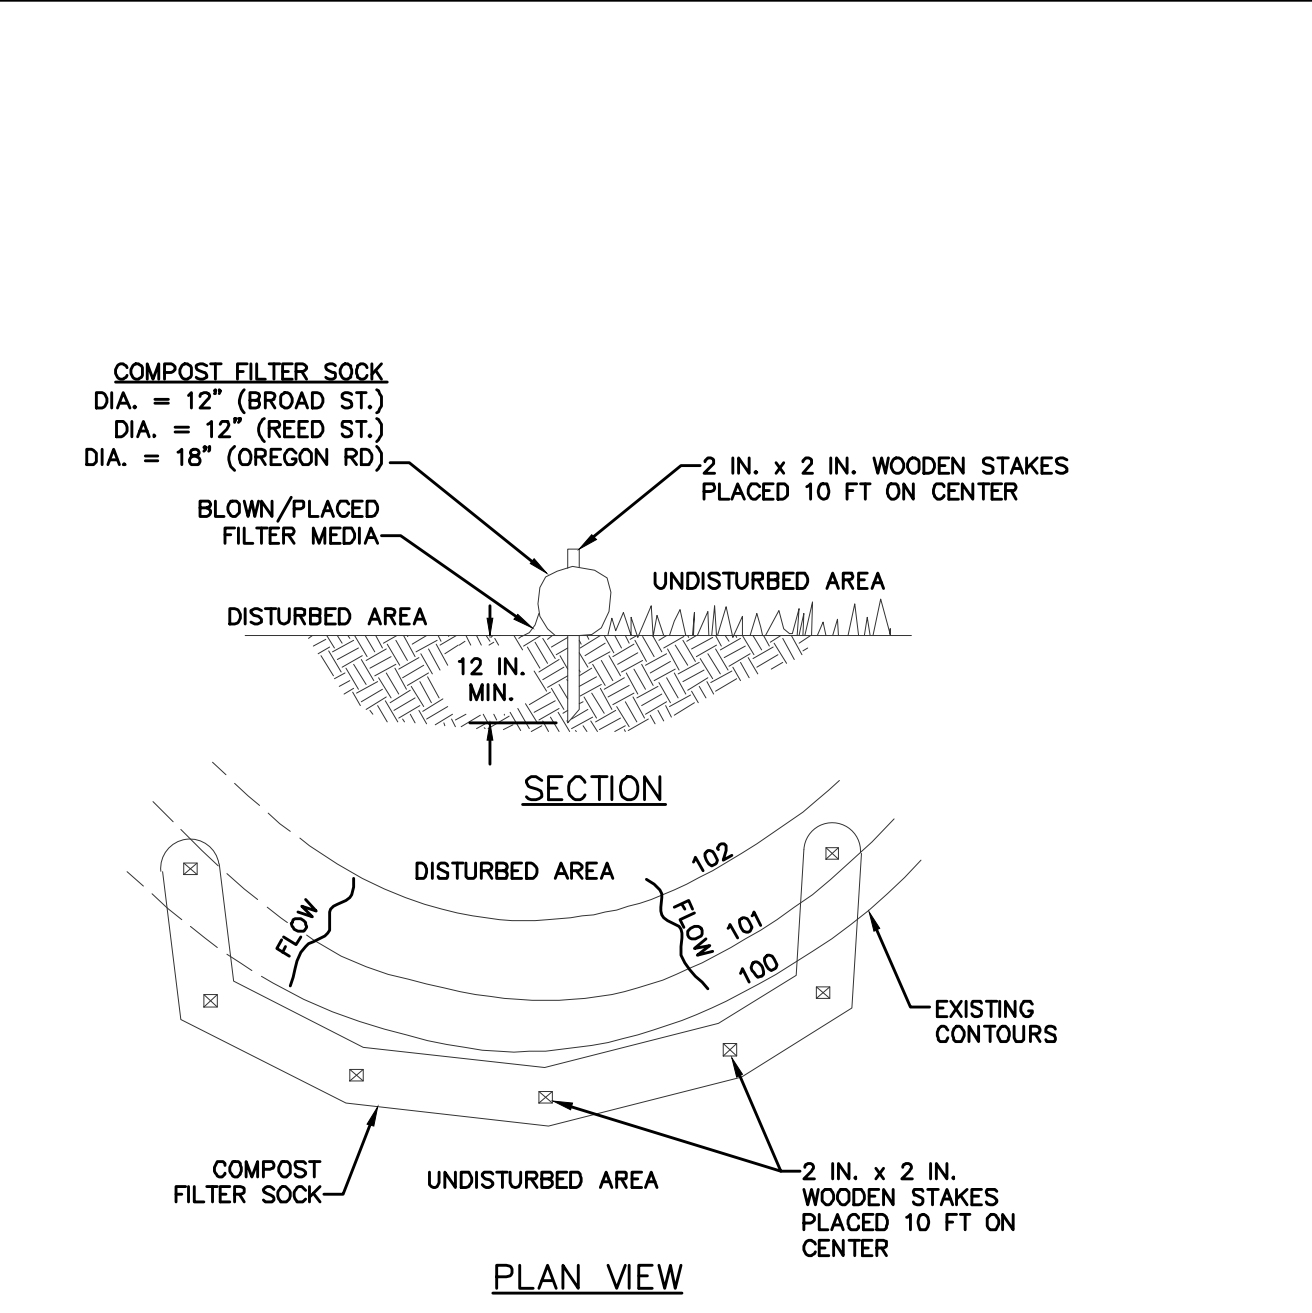 COMPOST FILTER SOCK
DIA. = 12" (BROAD ST.)
DIA. = 12" (REED ST.)
DIA. = 18" (OREGON RD)
2 IN. x 2 IN. WOODEN STAKES
PLACED 10 FT ON CENTER
BLOWN/PLACED
FILTER MEDIA
UNDISTURBED AREA
DISTURBED AREA
12 IN.
MIN.
SECTION
DISTURBED AREA
102
FLOW
FLOW
101
100
EXISTING
CONTOURS
COMPOST
FILTER SOCK
UNDISTURBED AREA
2 IN. x 2 IN.
WOODEN STAKES
PLACED 10 FT ON
CENTER
PLAN VIEW